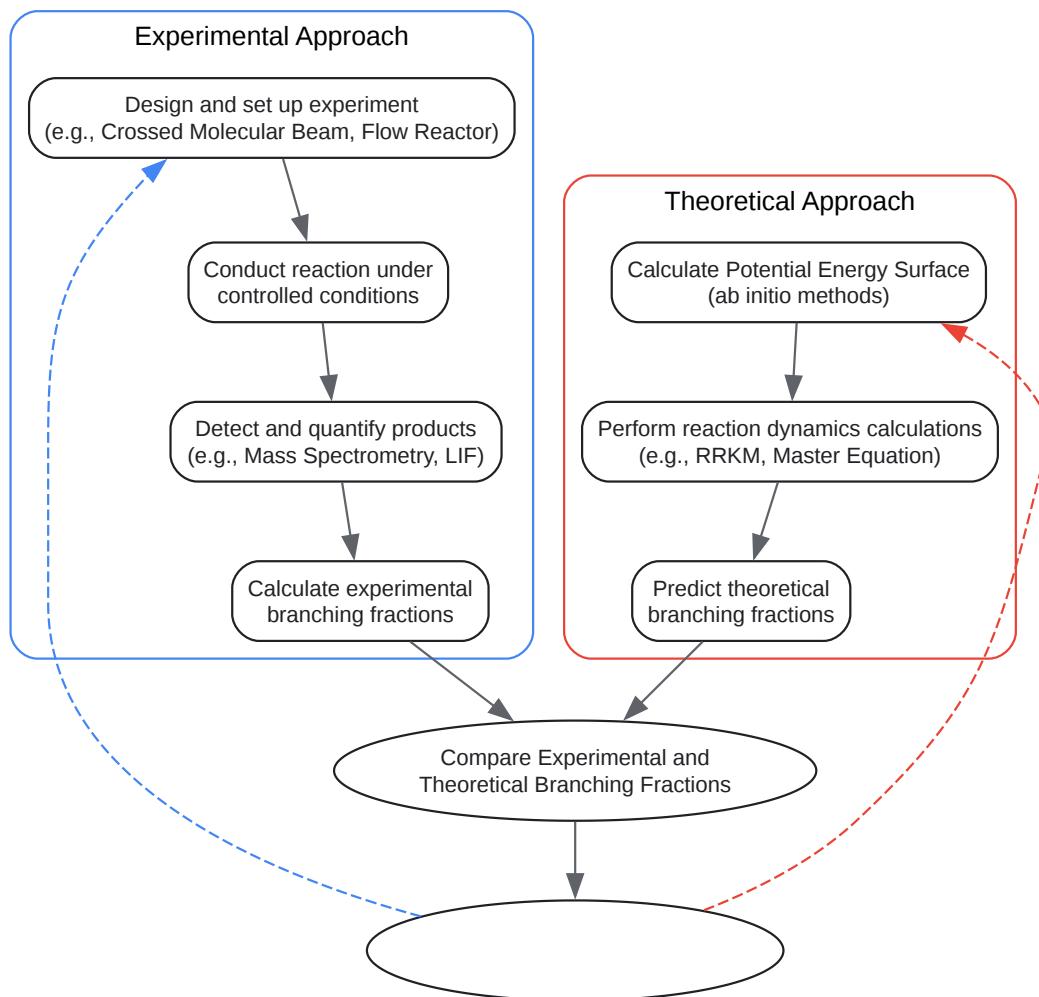 Experimental Approach
Design and set up experiment
(e.g., Crossed Molecular Beam, Flow Reactor)
Conduct reaction under
controlled conditions
Detect and quantify products
(e.g., Mass Spectrometry, LIF)
Calculate experimental
branching fractions
Theoretical Approach
Calculate Potential Energy Surface
(ab initio methods)
Perform reaction dynamics calculations
(e.g., RRKM, Master Equation)
Predict theoretical
branching fractions
Compare Experimental and
Theoretical Branching Fractions